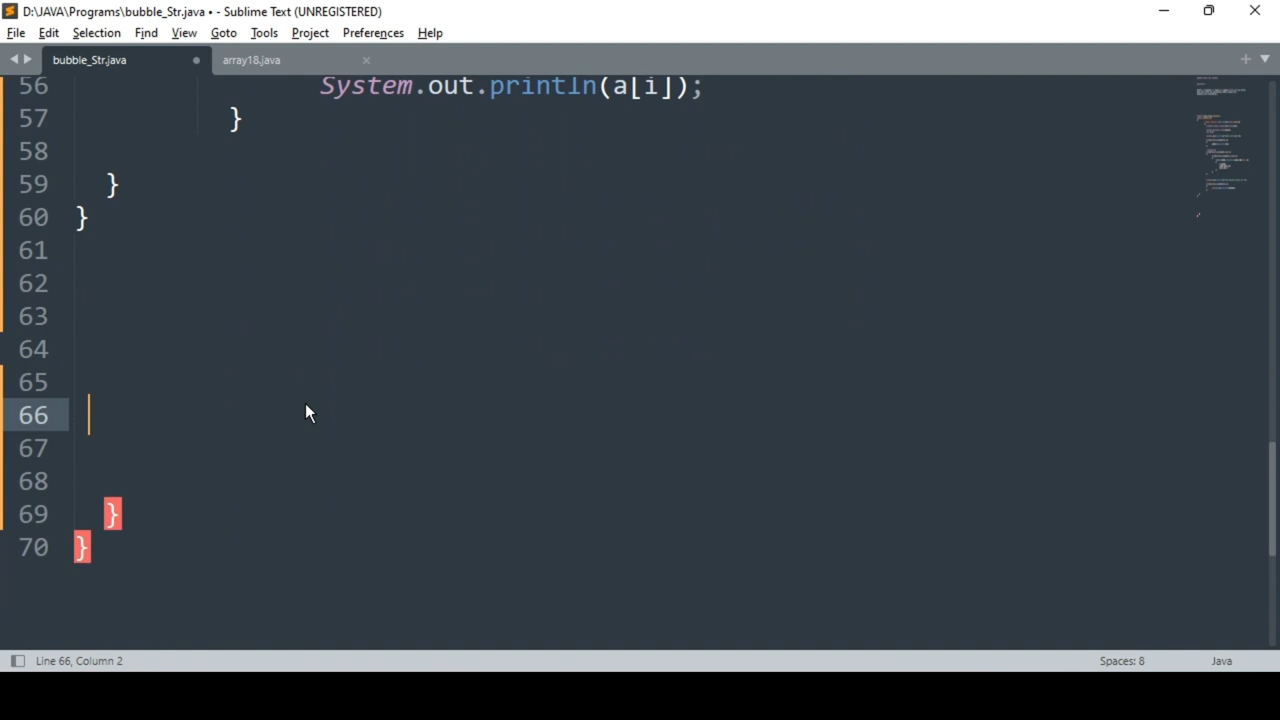 D:\JAVA\Programs\bubble_Str.java • - Sublime Text (UNREGISTERED)
File Edit Selection Find View Goto Tools Project Preferences Help
bubble_Str.java array18.java
56 System.out.println(a[i]);
57 }
58
59 }
60 }
61
62
63
64
65
66
67
68
69 }
70 }
Line 66, Column 2 Spaces: 8 Java